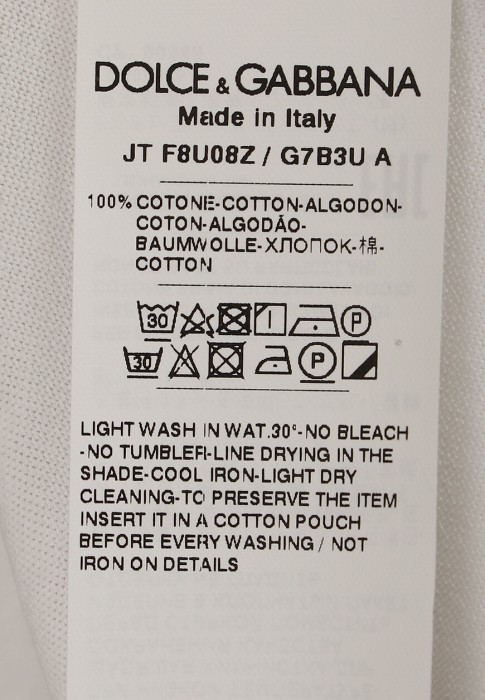 DOLCE & GABBANA
Made in Italy
JT F8U08Z / G7B3U A
100% COTONE-COTTON-ALGODON-
COTON-ALGODÃO-
BAUMWOLLE-ХЛОПОК-棉-
COTTON
30 P
30 P
LIGHT WASH IN WAT.30°-NO BLEACH
-NO TUMBLER-LINE DRYING IN THE
SHADE-COOL IRON-LIGHT DRY
CLEANING-TO PRESERVE THE ITEM
INSERT IT IN A COTTON POUCH
BEFORE EVERY WASHING / NOT
IRON ON DETAILS